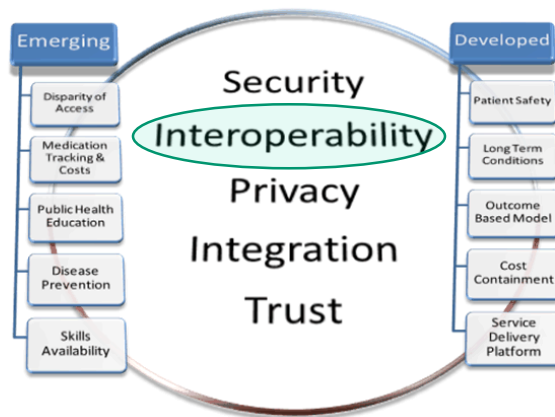 Emerging
Disparity of
Access
Medication
Tracking &
Costs
Public Health
Education
Disease
Prevention
Skills
Availability
Security
Interoperability
Privacy
Integration
Trust
Developed
Patient Safety
Long Term
Conditions
Outcome
Based Model
Cost
Containment
Service
Delivery
Platform